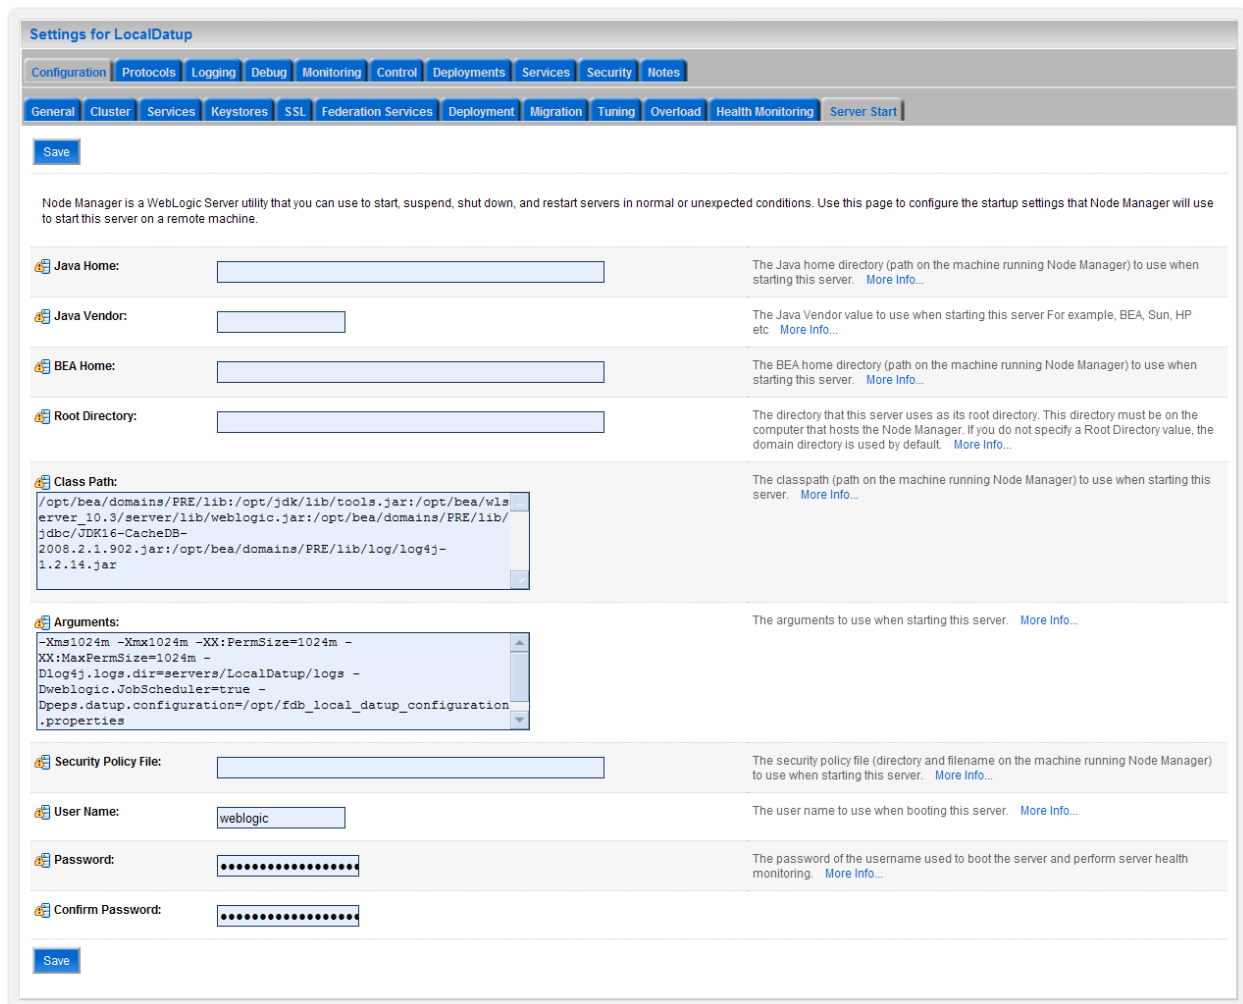 Settings for LocalDatup
Configuration Protocols Logging Debug Monitoring Control Deployments Services Security Notes
General Cluster Services Keystores SSL Federation Services Deployment Migration Tuning Overload Health Monitoring Server Start
Save
Node Manager is a WebLogic Server utility that you can use to start, suspend, shut down, and restart servers in normal or unexpected conditions. Use this page to configure the startup settings that Node Manager will use
to start this server on a remote machine.
Java Home:
The Java home directory (path on the machine running Node Manager) to use when
starting this server. More Info...
Java Vendor:
The Java Vendor value to use when starting this server For example, BEA, Sun, HP
etc More Info...
BEA Home:
The BEA home directory (path on the machine running Node Manager) to use when
starting this server. More Info...
Root Directory:
The directory that this server uses as its root directory. This directory must be on the
computer that hosts the Node Manager. If you do not specify a Root Directory value, the
domain directory is used by default. More Info...
Class Path:
/opt/bea/domains/PRE/lib:/opt/jdk/lib/tools.jar:/opt/bea/wls
erver_10.3/server/lib/weblogic.jar:/opt/bea/domains/PRE/lib/
jdbc/JDK16-CacheDB-
2008.2.1.902.jar:/opt/bea/domains/PRE/lib/log/log4j-
1.2.14.jar
The classpath (path on the machine running Node Manager) to use when starting this
server. More Info...
Arguments:
-Xms1024m -Xmx1024m -XX:PermSize=1024m -
XX:MaxPermSize=1024m -
Dlog4j.logs.dir=servers/LocalDatup/logs -
Dweblogic.JobScheduler=true -
Dpeps.datup.configuration=/opt/fdb_local_datup_configuration
.properties
The arguments to use when starting this server. More Info...
Security Policy File:
The security policy file (directory and filename on the machine running Node Manager)
to use when starting this server. More Info...
User Name:
weblogic
The user name to use when booting this server. More Info...
Password:
●●●●●●●●●●●●●●●●●●
The password of the username used to boot the server and perform server health
monitoring. More Info...
Confirm Password:
●●●●●●●●●●●●●●●●●●
Save